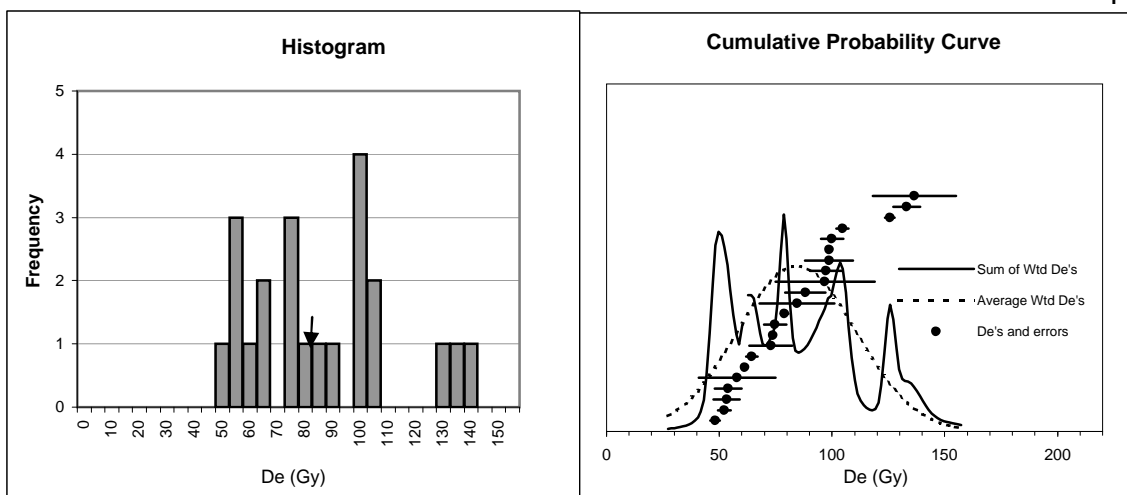 Histogram
Frequency
5
4
3
2
1
0
0
10
20
30
40
50
60
70
80
90
100
110
120
130
140
150
De (Gy)
Cumulative Probability Curve
Sum of Wtd De's
Average Wtd De's
De's and errors
0 50 100 150 200
De (Gy)